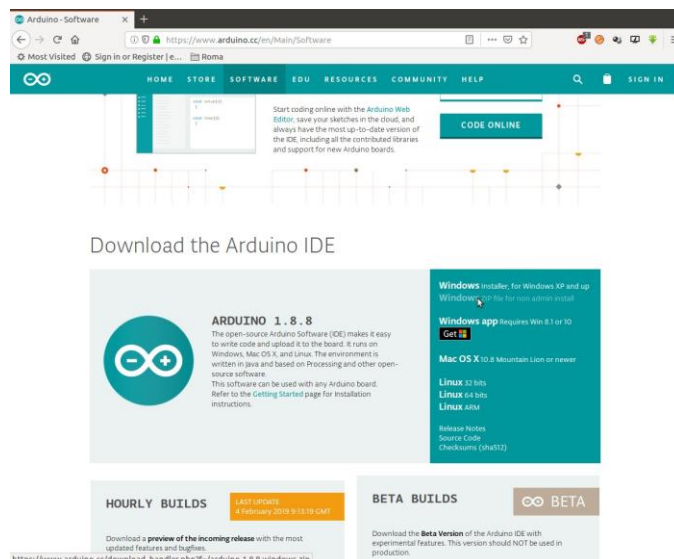 Arduino - Software
https://www.arduino.cc/en/Main/Software
Most Visited Sign in or Register | e... Roma
HOME STORE SOFTWARE EDU RESOURCES COMMUNITY HELP SIGN IN
Start coding online with the Arduino Web
Editor, save your sketches in the cloud, and
always have the most up-to-date version of
the IDE, including all the contributed libraries
and support for new Arduino boards.
CODE ONLINE
Download the Arduino IDE
ARDUINO 1.8.8
The open-source Arduino Software (IDE) makes it easy
to write code and upload it to the board. It runs on
Windows, Mac OS X, and Linux. The environment is
written in Java and based on Processing and other open-
source software.
This software can be used with any Arduino board.
Refer to the Getting Started page for Installation
instructions.
Windows Installer, for Windows XP and up
Windows ZIP file for non admin install
Windows app Requires Win 8.1 or 10
Get
Mac OS X 10.8 Mountain Lion or newer
Linux 32 bits
Linux 64 bits
Linux ARM
Release Notes
Source Code
Checksums (sha512)
HOURLY BUILDS
LAST UPDATE
4 February 2019 9:13:19 GMT
Download a preview of the incoming release with the most
updated features and bugfixes.
BETA BUILDS
BETA
Download the Beta Version of the Arduino IDE with
experimental features. This version should NOT be used in
production.